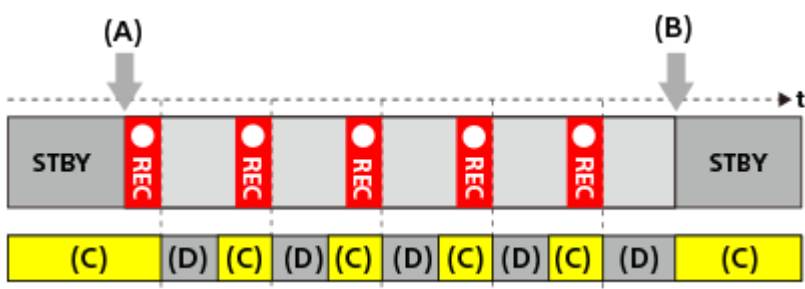 (A) (B)
t
STBY REC REC REC REC REC STBY
(C) (D) (C) (D) (C) (D) (C) (D) (C) (D) (C)